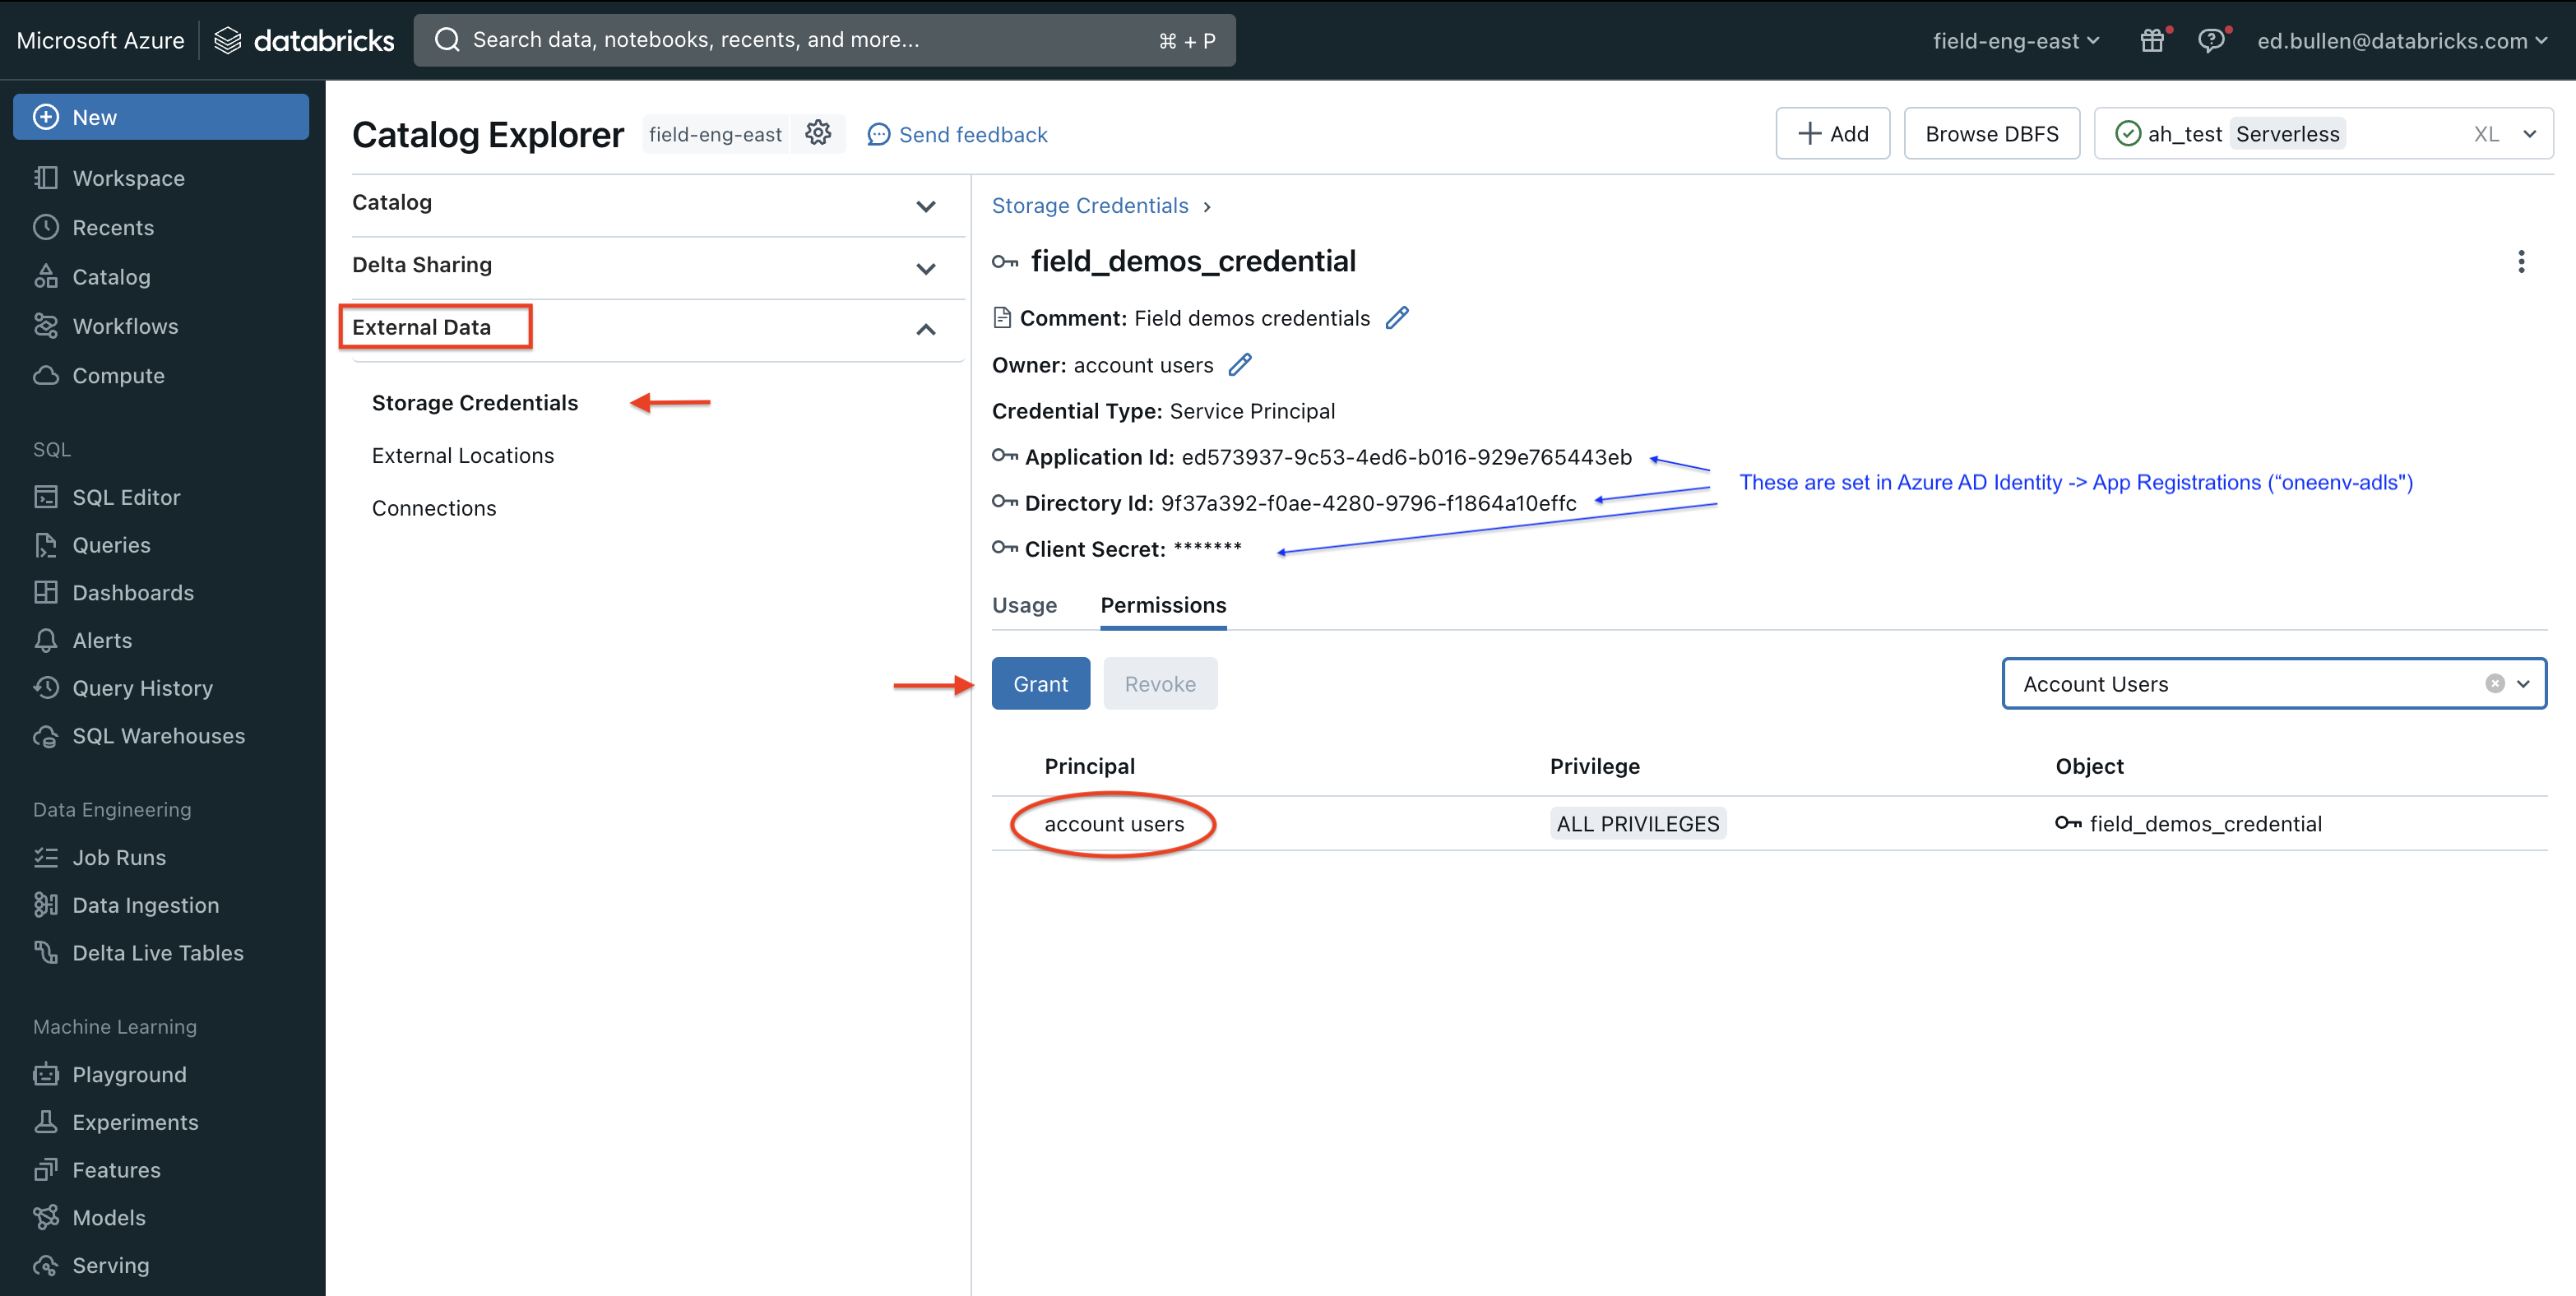 Microsoft Azure databricks Search data, notebooks, recents, and more... ⌘ + P field-eng-east ed.bullen@databricks.com
New
Workspace
Recents
Catalog
Workflows
Compute
SQL
SQL Editor
Queries
Dashboards
Alerts
Query History
SQL Warehouses
Data Engineering
Job Runs
Data Ingestion
Delta Live Tables
Machine Learning
Playground
Experiments
Features
Models
Serving
Catalog Explorer field-eng-east Send feedback Add Browse DBFS ah_test Serverless XL
Catalog
Delta Sharing
External Data
Storage Credentials
External Locations
Connections
Storage Credentials ›
field_demos_credential
Comment: Field demos credentials
Owner: account users
Credential Type: Service Principal
Application Id: ed573937-9c53-4ed6-b016-929e765443eb
Directory Id: 9f37a392-f0ae-4280-9796-f1864a10effc
Client Secret: *******
These are set in Azure AD Identity -> App Registrations (“oneenv-adls")
Usage Permissions
Grant Revoke Account Users
Principal Privilege Object
account users ALL PRIVILEGES field_demos_credential